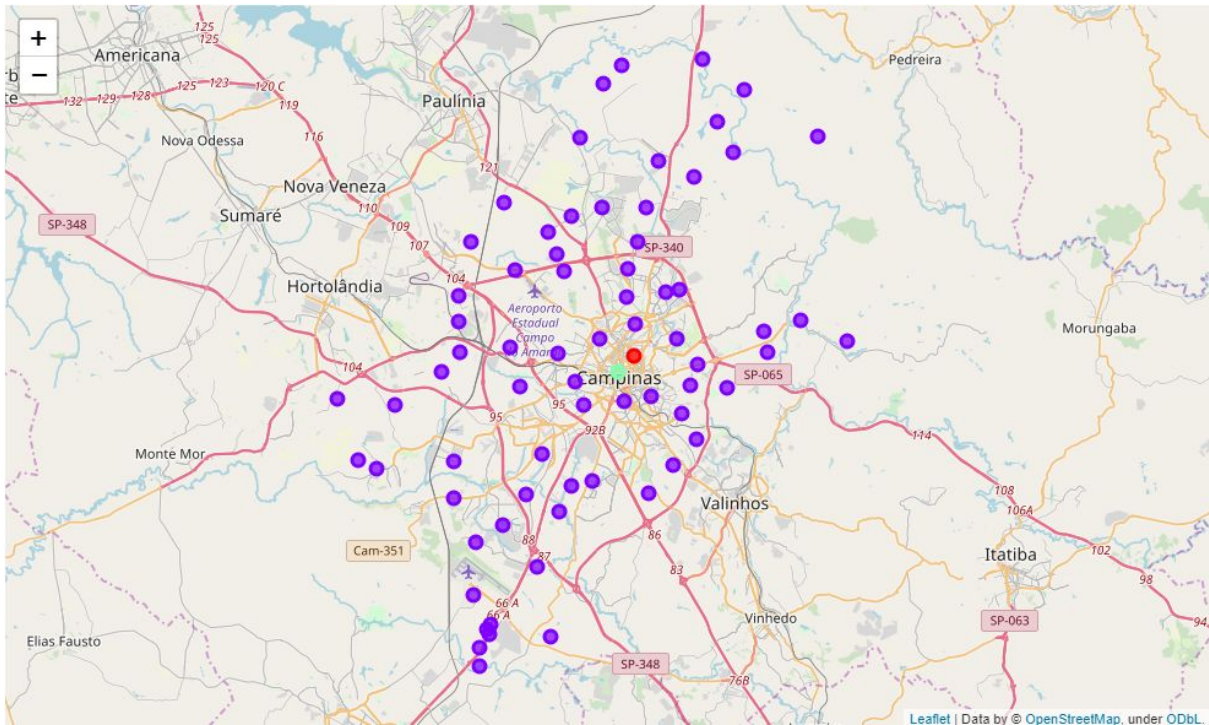 +
−
125
125
Americana
Pedreira
132
129
128
125
123
120 C
119
Paulínia
116
Nova Odessa
121
Nova Veneza
110
Sumaré
109
SP-348
107
SP-340
104
Hortolândia
Aeroporto
Estadual
Campo
Morungaba
104
Campinas
SP-065
95
95
92B
114
Monte Mor
108
Valinhos
106A
88
86
Cam-351
87
102
Itatiba
83
98
66 A
66 A
94
Vinhedo
SP-063
Elias Fausto
SP-348
76B
Leaflet | Data by © OpenStreetMap, under ODbL.